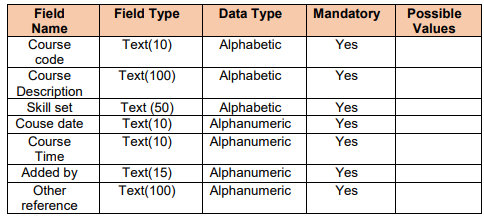 Field Name Field Type Data Type Mandatory Possible Values
Course code Text(10) Alphabetic Yes
Course Description Text(100) Alphabetic Yes
Skill set Text (50) Alphabetic Yes
Couse date Text(10) Alphanumeric Yes
Course Time Text(10) Alphanumeric Yes
Added by Text(15) Alphanumeric Yes
Other reference Text(100) Alphanumeric Yes